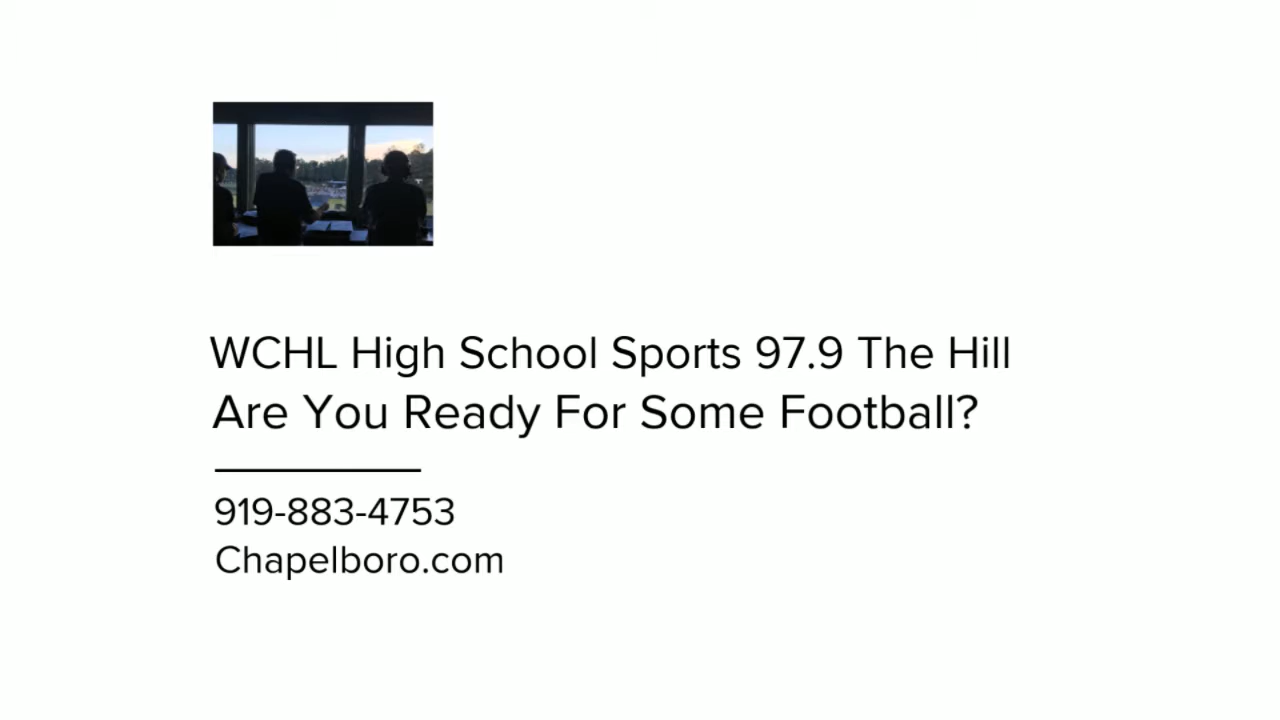 WCHL High School Sports 97.9 The Hill
Are You Ready For Some Football?
919-883-4753
Chapelboro.com